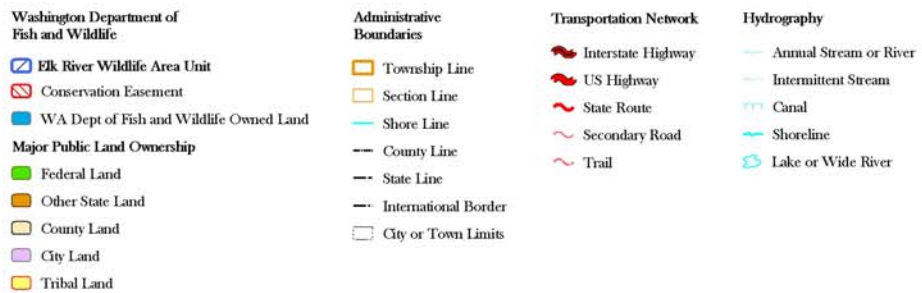 Washington Department of
Fish and Wildlife
Elk River Wildlife Area Unit
Conservation Easement
WA Dept of Fish and Wildlife Owned Land
Major Public Land Ownership
Federal Land
Other State Land
County Land
City Land
Tribal Land
Administrative
Boundaries
Township Line
Section Line
Shore Line
County Line
State Line
International Border
City or Town Limits
Transportation Network
Interstate Highway
US Highway
State Route
Secondary Road
Trail
Hydrography
Annual Stream or River
Intermittent Stream
Canal
Shoreline
Lake or Wide River